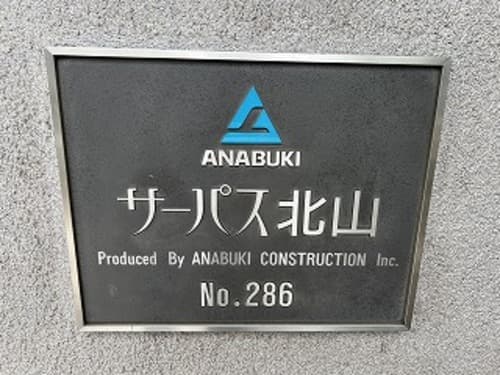 ANABUKI
サーパス北山
Produced By ANABUKI CONSTRUCTION Inc.
No.286